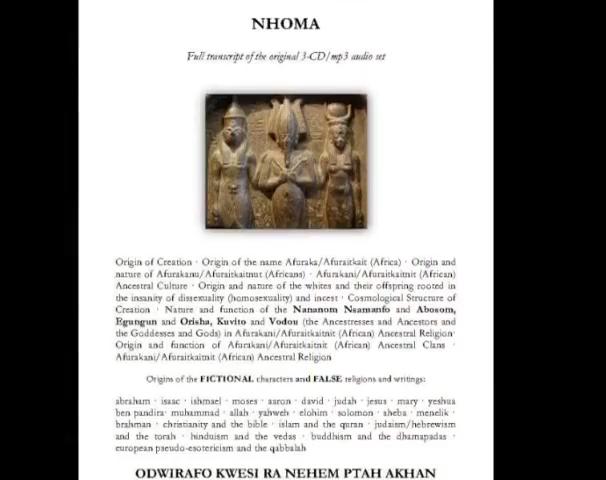 NHOMA
Full transcript of the original 3-CD/mp3 audio set
Origin of Creation · Origin of the name Afuraka/Afuraitkait (Africa) · Origin and
nature of Afurakanu/Afuraitkaitnut (Africans) · Afurakani/Afuraitkaitnit (African)
Ancestral Culture · Origin and nature of the whites and their offspring rooted in
the insanity of dissexuality (homosexuality) and incest · Cosmological Structure of
Creation · Nature and function of the Nananom Nsamanfo and Abosom,
Egungun and Orisha, Kuvito and Vodou (the Ancestresses and Ancestors and
the Goddesses and Gods) in Afurakani/Afuraitkaitnit (African) Ancestral Religion·
Origin and function of Afurakani/Afuraitkaitnit (African) Ancestral Clans ·
Afurakani/Afuraitkaitnit (African) Ancestral Religion
Origins of the FICTIONAL characters and FALSE religions and writings:
abraham · isaac · ishmael · moses · aaron · david · judah · jesus · mary · yeshua
ben pandira· muhammad · allah · yahweh · elohim · solomon · sheba · menelik ·
brahman · christianity and the bible · islam and the quran · judaism/hebrewism
and the torah · hinduism and the vedas · buddhism and the dhamapadas ·
european pseudo-esotericism and the qabbalah
ODWIRAFO KWESI RA NEHEM PTAH AKHAN